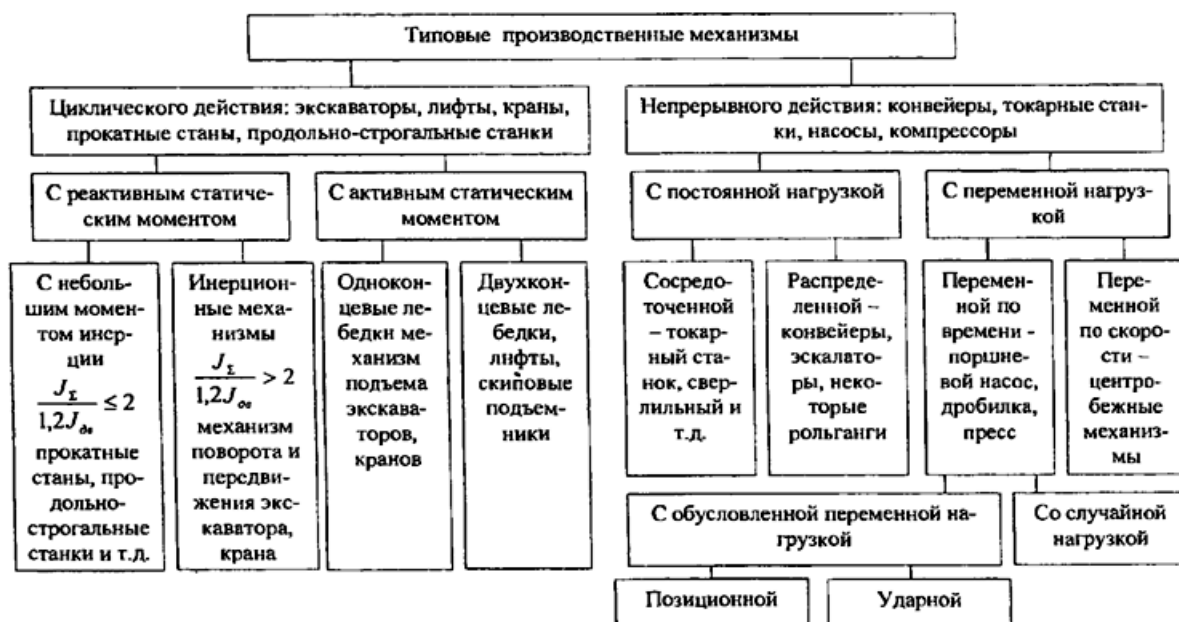 Типовые производственные механизмы
Циклического действия: экскаваторы, лифты, краны,
прокатные станы, продольно-строгальные станки
Непрерывного действия: конвейеры, токарные стан-
ки, насосы, компрессоры
С реактивным статиче-
ским моментом
С активным статическим
моментом
С постоянной нагрузкой
С переменной нагруз-
кой
С неболь-
шим момен-
том инер-
ции
J_Σ
1,2J_дв ≤ 2
прокатные
станы, про-
дольно-
строгальные
станки и т.д.
Инерцион-
ные меха-
низмы
J_Σ
1,2J_дв > 2
механизм
поворота и
передви-
жения экс-
каватора,
крана
Одноконцевые ле-
бедки механизм
подъема
экскава-
торов,
кранов
Двухкон-
цевые ле-
бедки,
лифты,
скиповые
подъем-
ники
Сосредо-
точенной
– токар-
ный ста-
нок, свер-
лильный и
т.д.
Распреде-
ленной –
конвейеры,
эскалато-
ры, неко-
торые
рольганги
Перемен-
ной по
времени -
поршне-
вой насос,
дробилка,
пресс
Пере-
менной
по скоро-
сти –
центро-
бежные
механиз-
мы
С обусловленной переменной на-
грузкой
Со случайной
нагрузкой
Позиционной
Ударной